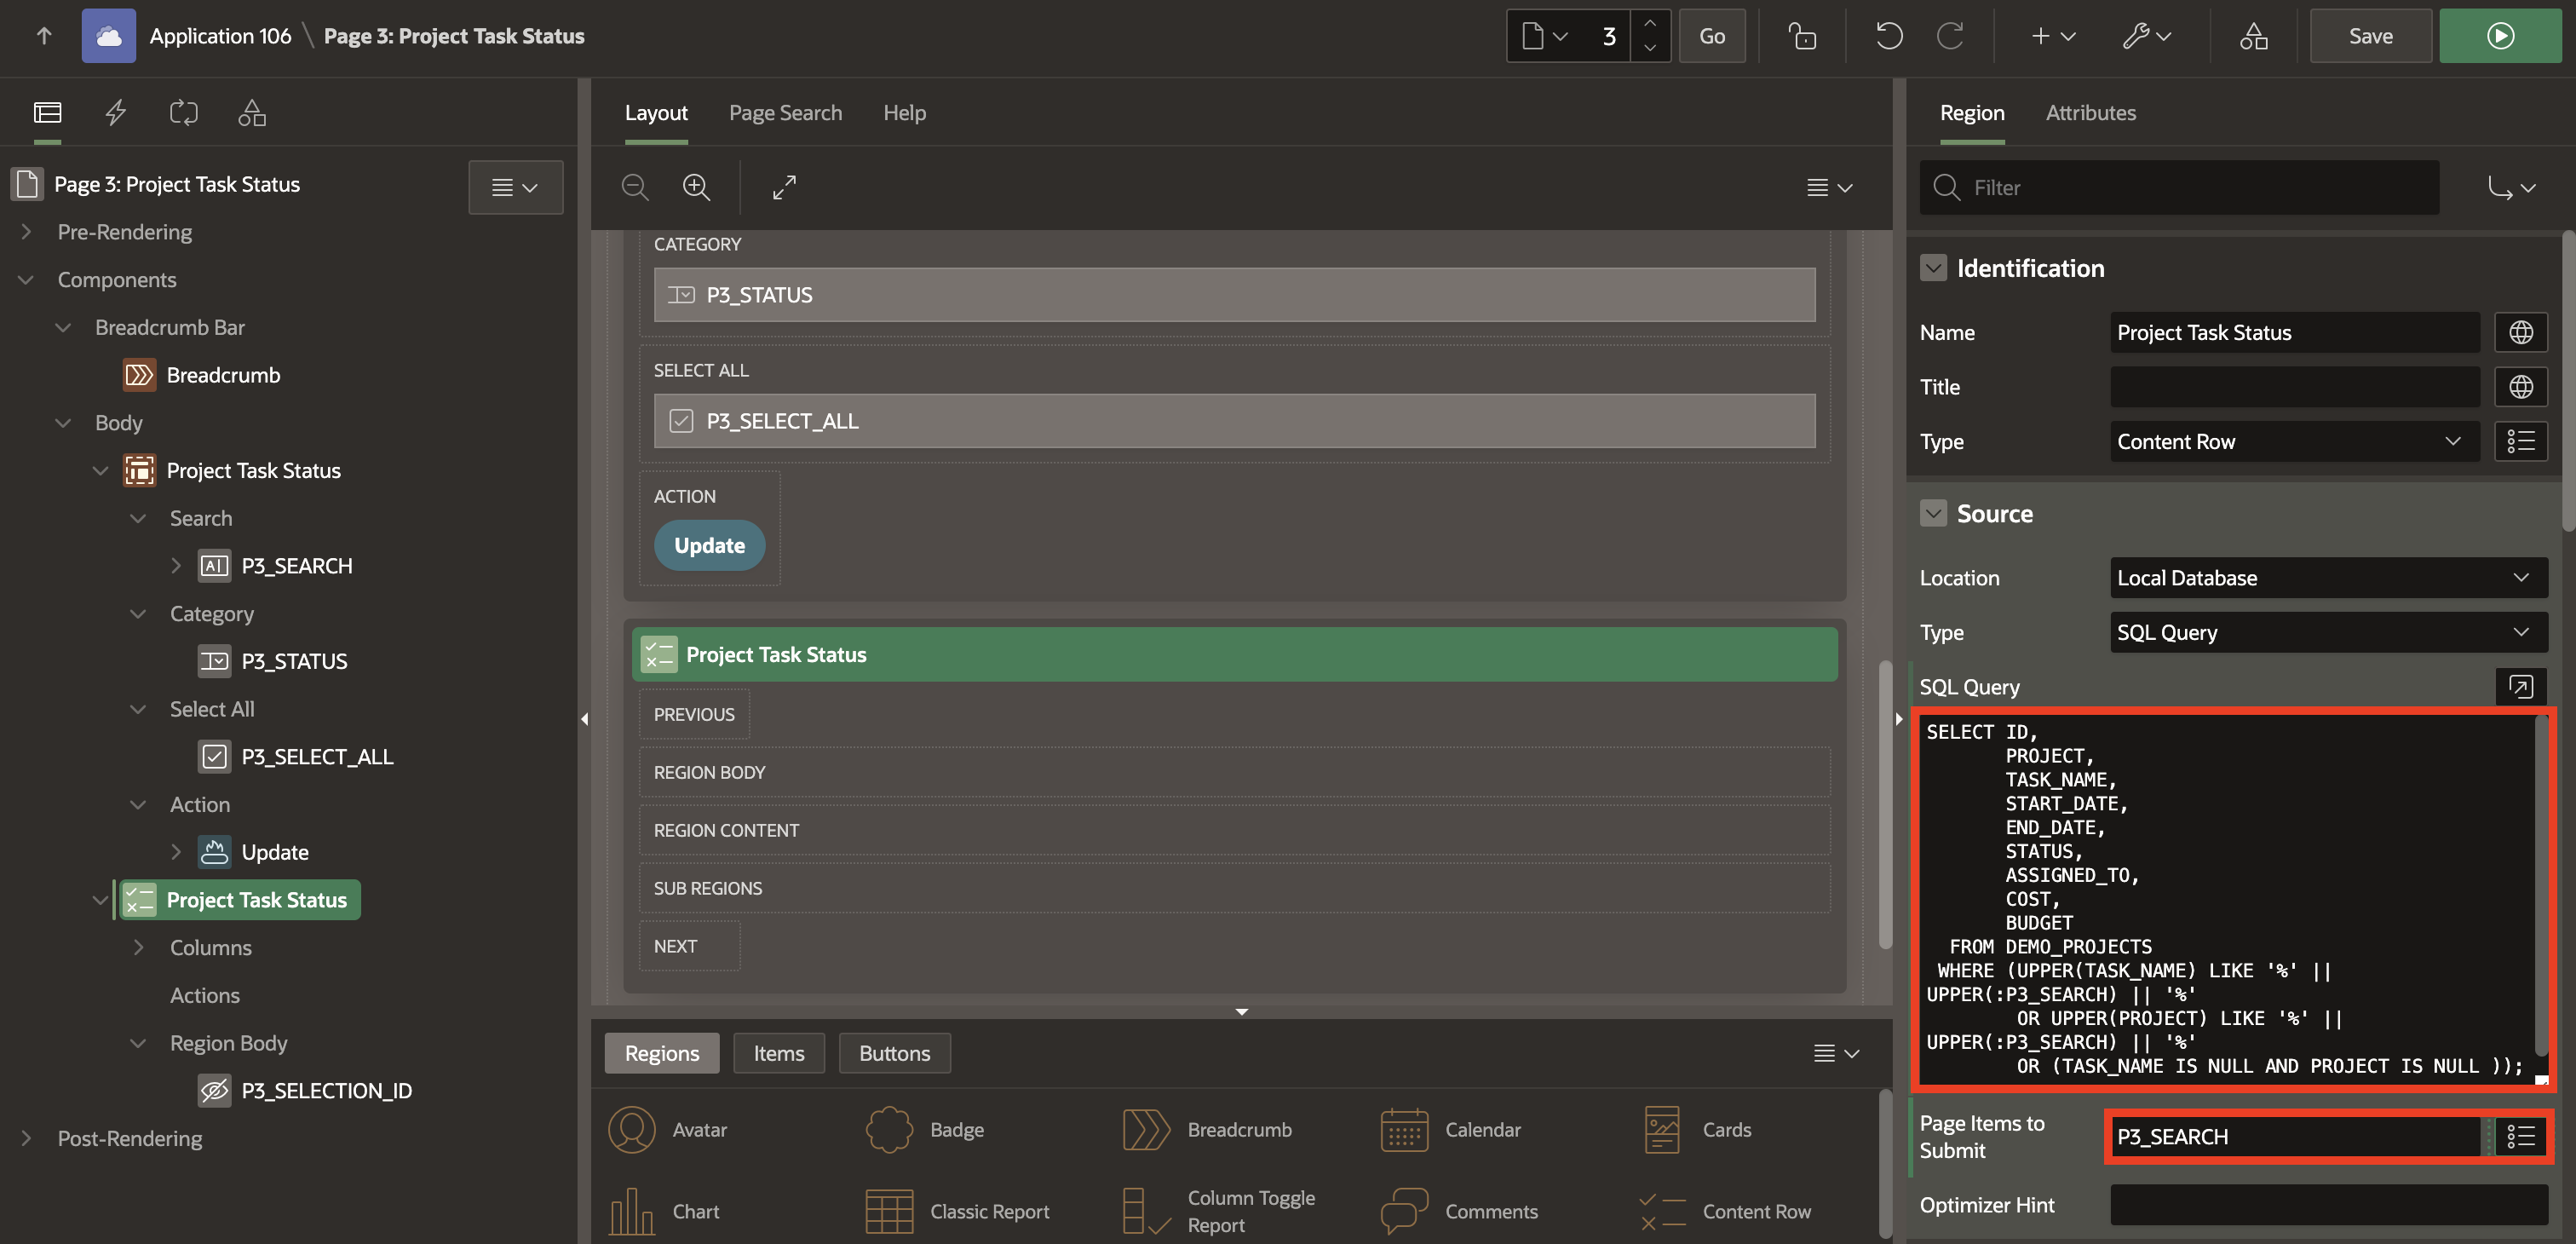 Application 106 \ Page 3: Project Task Status
3
Go
Save
Page 3: Project Task Status
Pre-Rendering
Components
Breadcrumb Bar
Breadcrumb
Body
Project Task Status
Search
P3_SEARCH
Category
P3_STATUS
Select All
P3_SELECT_ALL
Action
Update
Project Task Status
Columns
Actions
Region Body
P3_SELECTION_ID
Post-Rendering
Layout
Page Search
Help
CATEGORY
P3_STATUS
SELECT ALL
P3_SELECT_ALL
ACTION
Update
Project Task Status
PREVIOUS
REGION BODY
REGION CONTENT
SUB REGIONS
NEXT
Regions
Items
Buttons
Avatar
Badge
Breadcrumb
Calendar
Cards
Chart
Classic Report
Column Toggle
Report
Comments
Content Row
Region
Attributes
Filter
Identification
Name
Project Task Status
Title
Type
Content Row
Source
Location
Local Database
Type
SQL Query
SQL Query
SELECT ID,
PROJECT,
TASK_NAME,
START_DATE,
END_DATE,
STATUS,
ASSIGNED_TO,
COST,
BUDGET
FROM DEMO_PROJECTS
WHERE (UPPER(TASK_NAME) LIKE '%' ||
UPPER(:P3_SEARCH) || '%'
OR UPPER(PROJECT) LIKE '%' ||
UPPER(:P3_SEARCH) || '%'
OR (TASK_NAME IS NULL AND PROJECT IS NULL ));
Page Items to
Submit
P3_SEARCH
Optimizer Hint